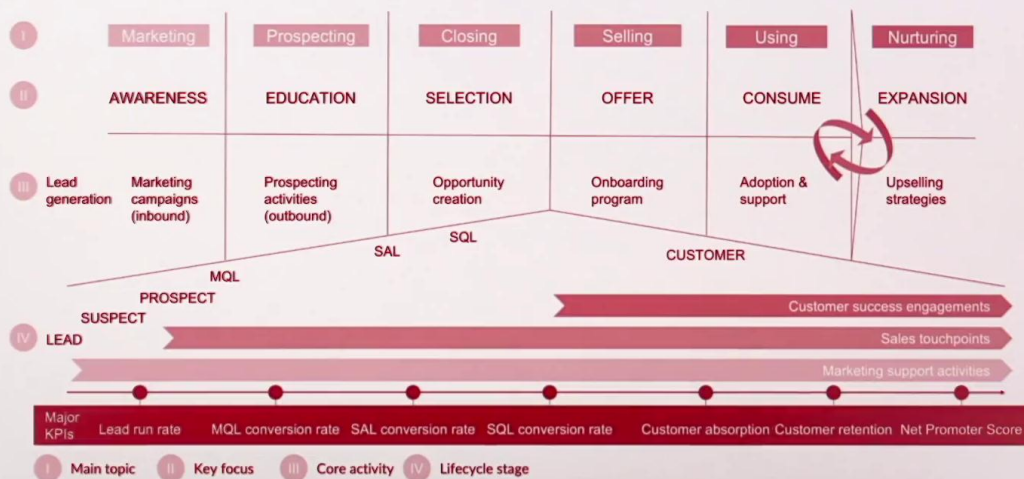 I Marketing Prospecting Closing Selling Using Nurturing
II AWARENESS EDUCATION SELECTION OFFER CONSUME EXPANSION
III Lead generation
Marketing campaigns (inbound)
Prospecting activities (outbound)
Opportunity creation
Onboarding program
Adoption & support
Upselling strategies
SQL
SAL
CUSTOMER
MQL
PROSPECT
SUSPECT
IV LEAD
Customer success engagements
Sales touchpoints
Marketing support activities
Major KPIs
Lead run rate MQL conversion rate SAL conversion rate SQL conversion rate Customer absorption Customer retention Net Promoter Score
I Main topic II Key focus III Core activity IV Lifecycle stage